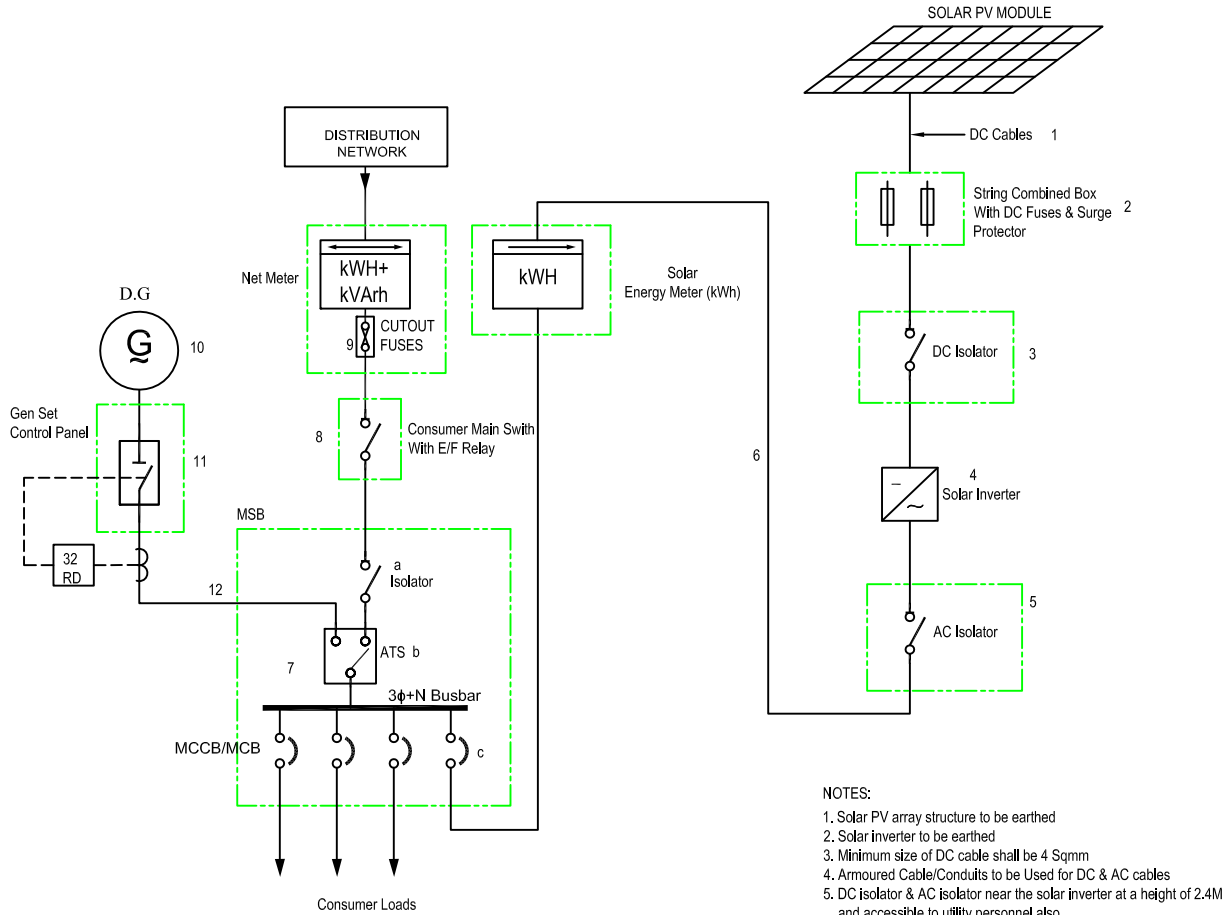 SOLAR PV MODULE
DC Cables 1
String Combined Box
With DC Fuses & Surge 2
Protector
DC Isolator 3
4
Solar Inverter
5
AC Isolator
6
DISTRIBUTION
NETWORK
Net Meter
kWH+
kVArh
9 CUTOUT
FUSES
kWH
Solar
Energy Meter (kWh)
D.G
G
~
10
Gen Set
Control Panel
11
32
RD
12
8
Consumer Main Swith
With E/F Relay
MSB
a
Isolator
ATS b
7
3ϕ+N Busbar
MCCB/MCB
c
Consumer Loads
NOTES:
1. Solar PV array structure to be earthed
2. Solar inverter to be earthed
3. Minimum size of DC cable shall be 4 Sqmm
4. Armoured Cable/Conduits to be Used for DC & AC cables
5. DC isolator & AC isolator near the solar inverter at a height of 2.4M
and accessible to utility personnel also